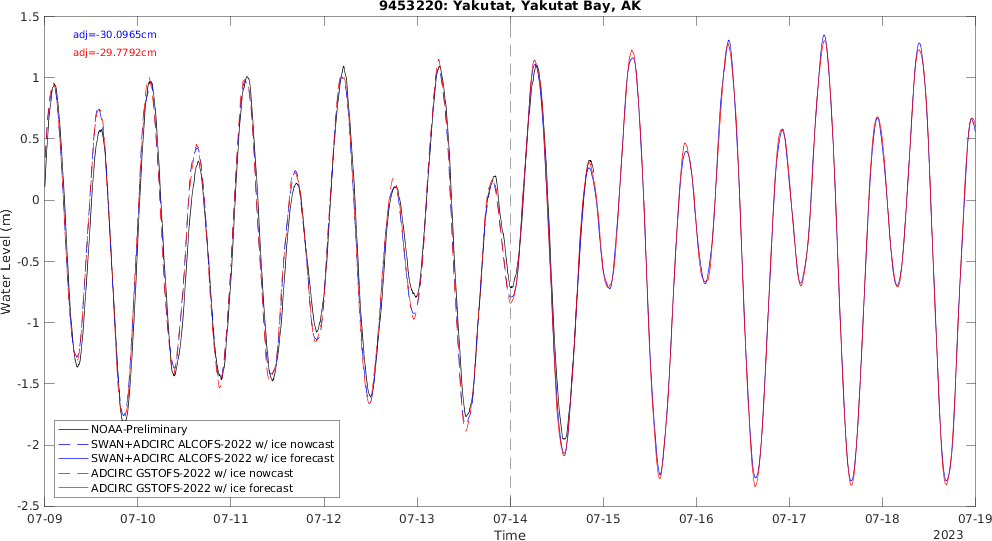 9453220: Yakutat, Yakutat Bay, AK
adj=-30.0965cm
adj=-29.7792cm
1.5
1
0.5
0
-0.5
-1
-1.5
-2
-2.5
Water Level (m)
NOAA-Preliminary
SWAN+ADCIRC ALCOFS-2022 w/ ice nowcast
SWAN+ADCIRC ALCOFS-2022 w/ ice forecast
ADCIRC GSTOFS-2022 w/ ice nowcast
ADCIRC GSTOFS-2022 w/ ice forecast
07-09 07-10 07-11 07-12 07-13 07-14 07-15 07-16 07-17 07-18 07-19
Time
2023